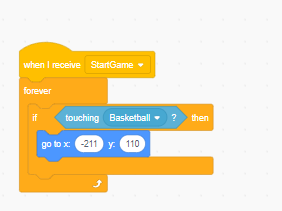 when I receive StartGame
forever
if touching Basketball ? then
go to x: -211 y: 110